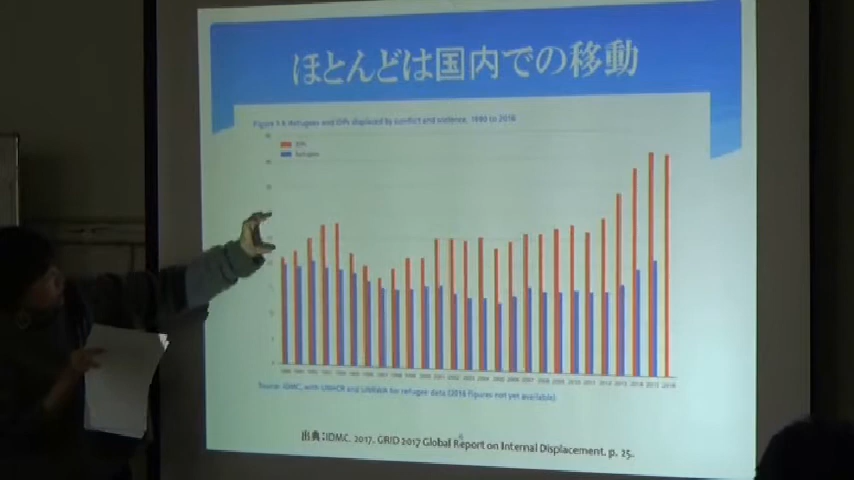 ほとんどは国内での移動
Figure 1.4 Refugees and IDPs displaced by conflict and violence, 1990 to 2016
IDPs
Refugees
Source: IDMC, with UNHCR and UNRWA for refugee data (2016 figures not yet available)
出典:IDMC. 2017. GRID 2017 Global Report on Internal Displacement. p. 25.